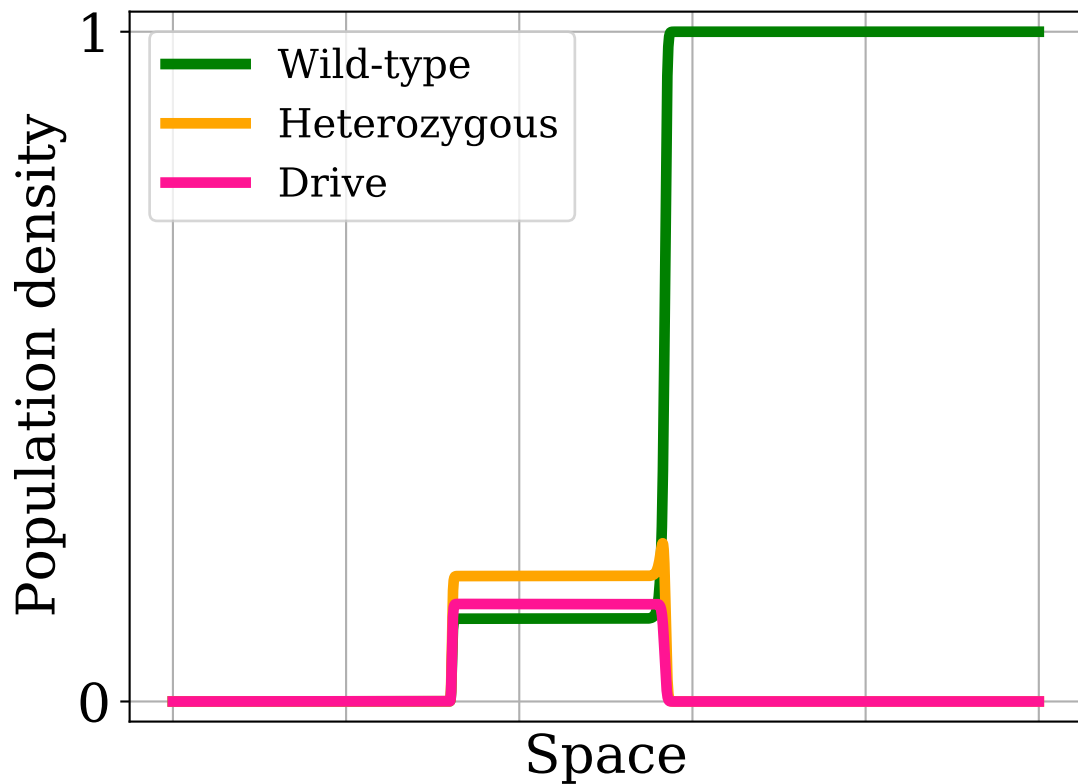 1
Wild-type
Heterozygous
Drive
Population density
0
Space